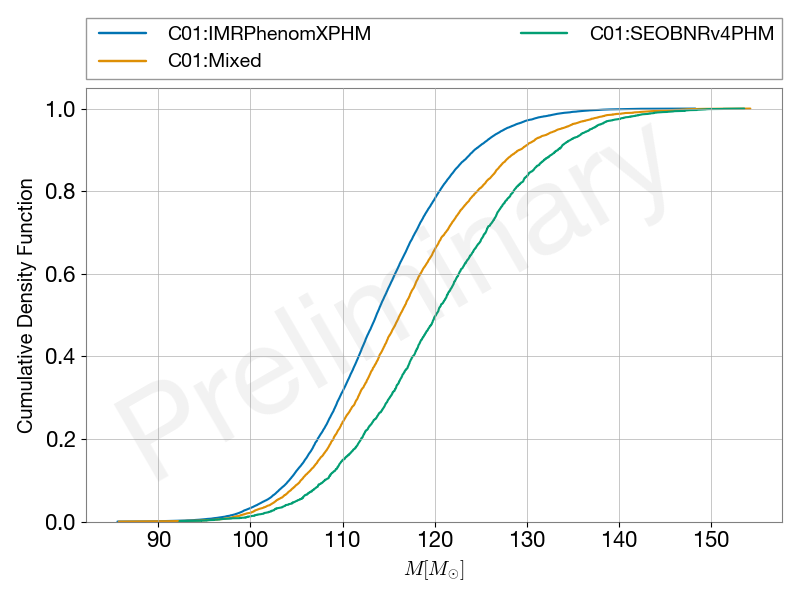 C01:IMRPhenomXPHM
C01:SEOBNRv4PHM
C01:Mixed
Preliminary
Cumulative Density Function
1.0
0.8
0.6
0.4
0.2
0.0
90 100 110 120 130 140 150
M[M⊙]